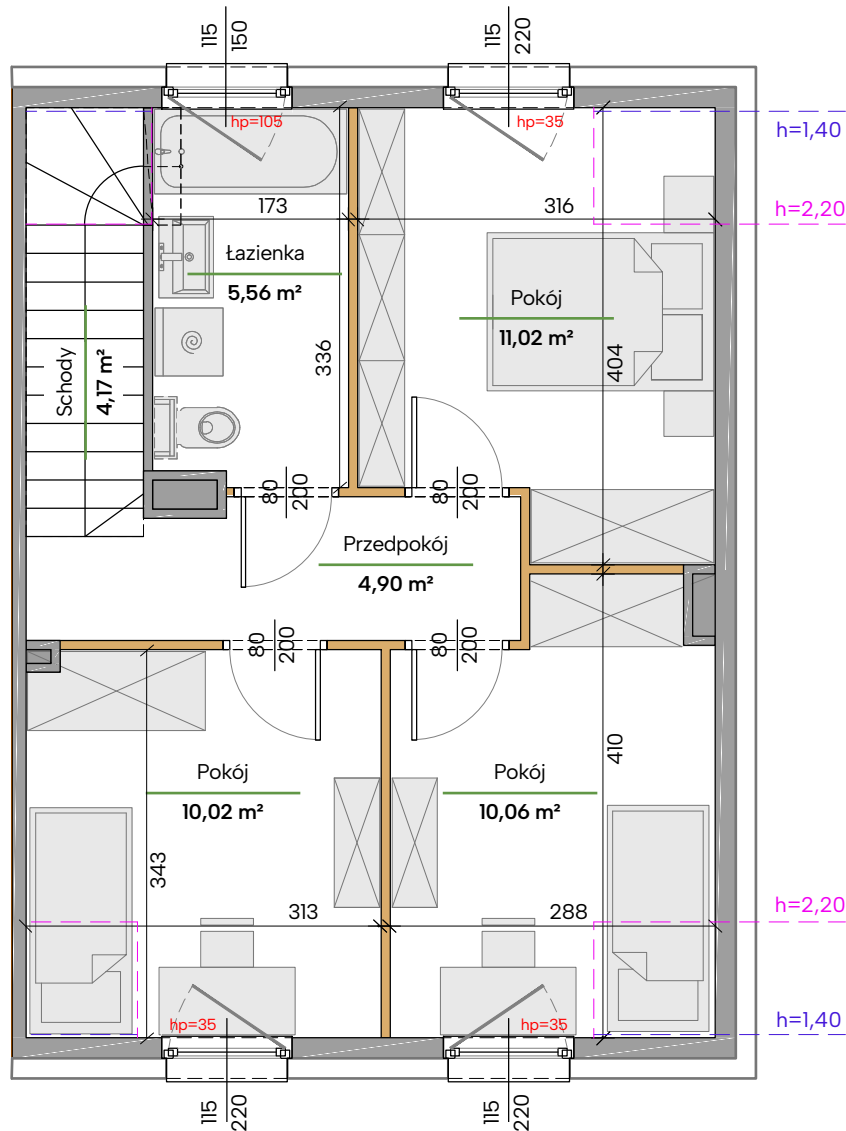 115
150
115
220
hp=105
hp=35
h=1,40
h=2,20
173
316
Łazienka
5,56 m²
Pokój
11,02 m²
Schody
4,17 m²
336
404
80
200
80
200
Przedpokój
4,90 m²
80
200
80
200
410
Pokój
10,02 m²
Pokój
10,06 m²
343
313
288
h=2,20
hp=35
hp=35
h=1,40
115
220
115
220